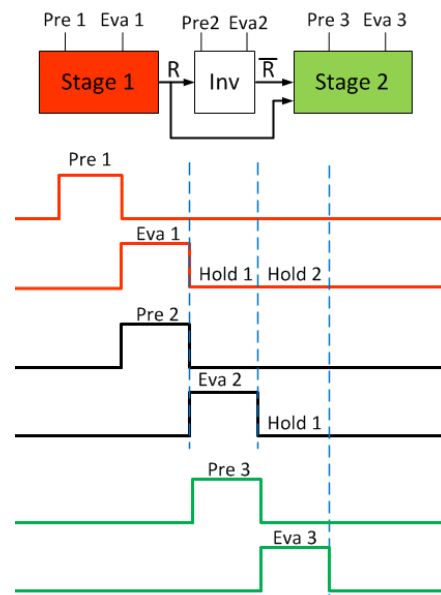 Pre 1 Eva 1 Pre2 Eva2 Pre 3 Eva 3
Stage 1 R Inv R̅ Stage 2
Pre 1
Eva 1
Hold 1 Hold 2
Pre 2
Eva 2
Hold 1
Pre 3
Eva 3